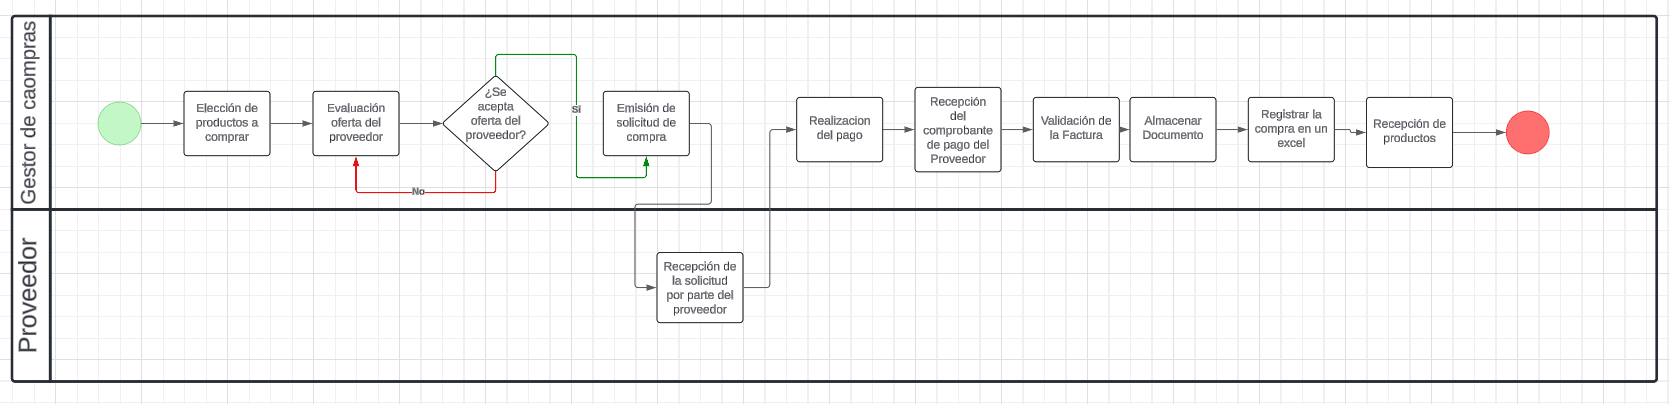 Gestor de caompras
Elección de
productos a
comprar
Evaluación
oferta del
proveedor
¿Se
acepta
oferta del
proveedor?
Sí
No
Emisión de
solicitud de
compra
Realizacion
del pago
Recepción
del
comprobante
de pago del
Proveedor
Validación de
la Factura
Almacenar
Documento
Registrar la
compra en un
excel
Recepción de
productos
Proveedor
Recepción de
la solicitud
por parte del
proveedor